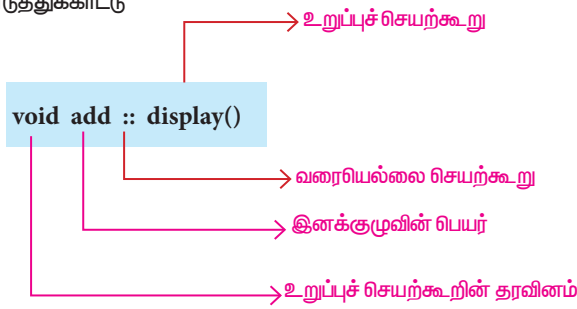 டுத்துக்காட்டு
உறுப்புச் செயற்கூறு
void add :: display()
வரையெல்லை செயற்கூறு
இனக்குழுவின் பெயர்
உறுப்புச் செயற்கூறின் தரவினம்